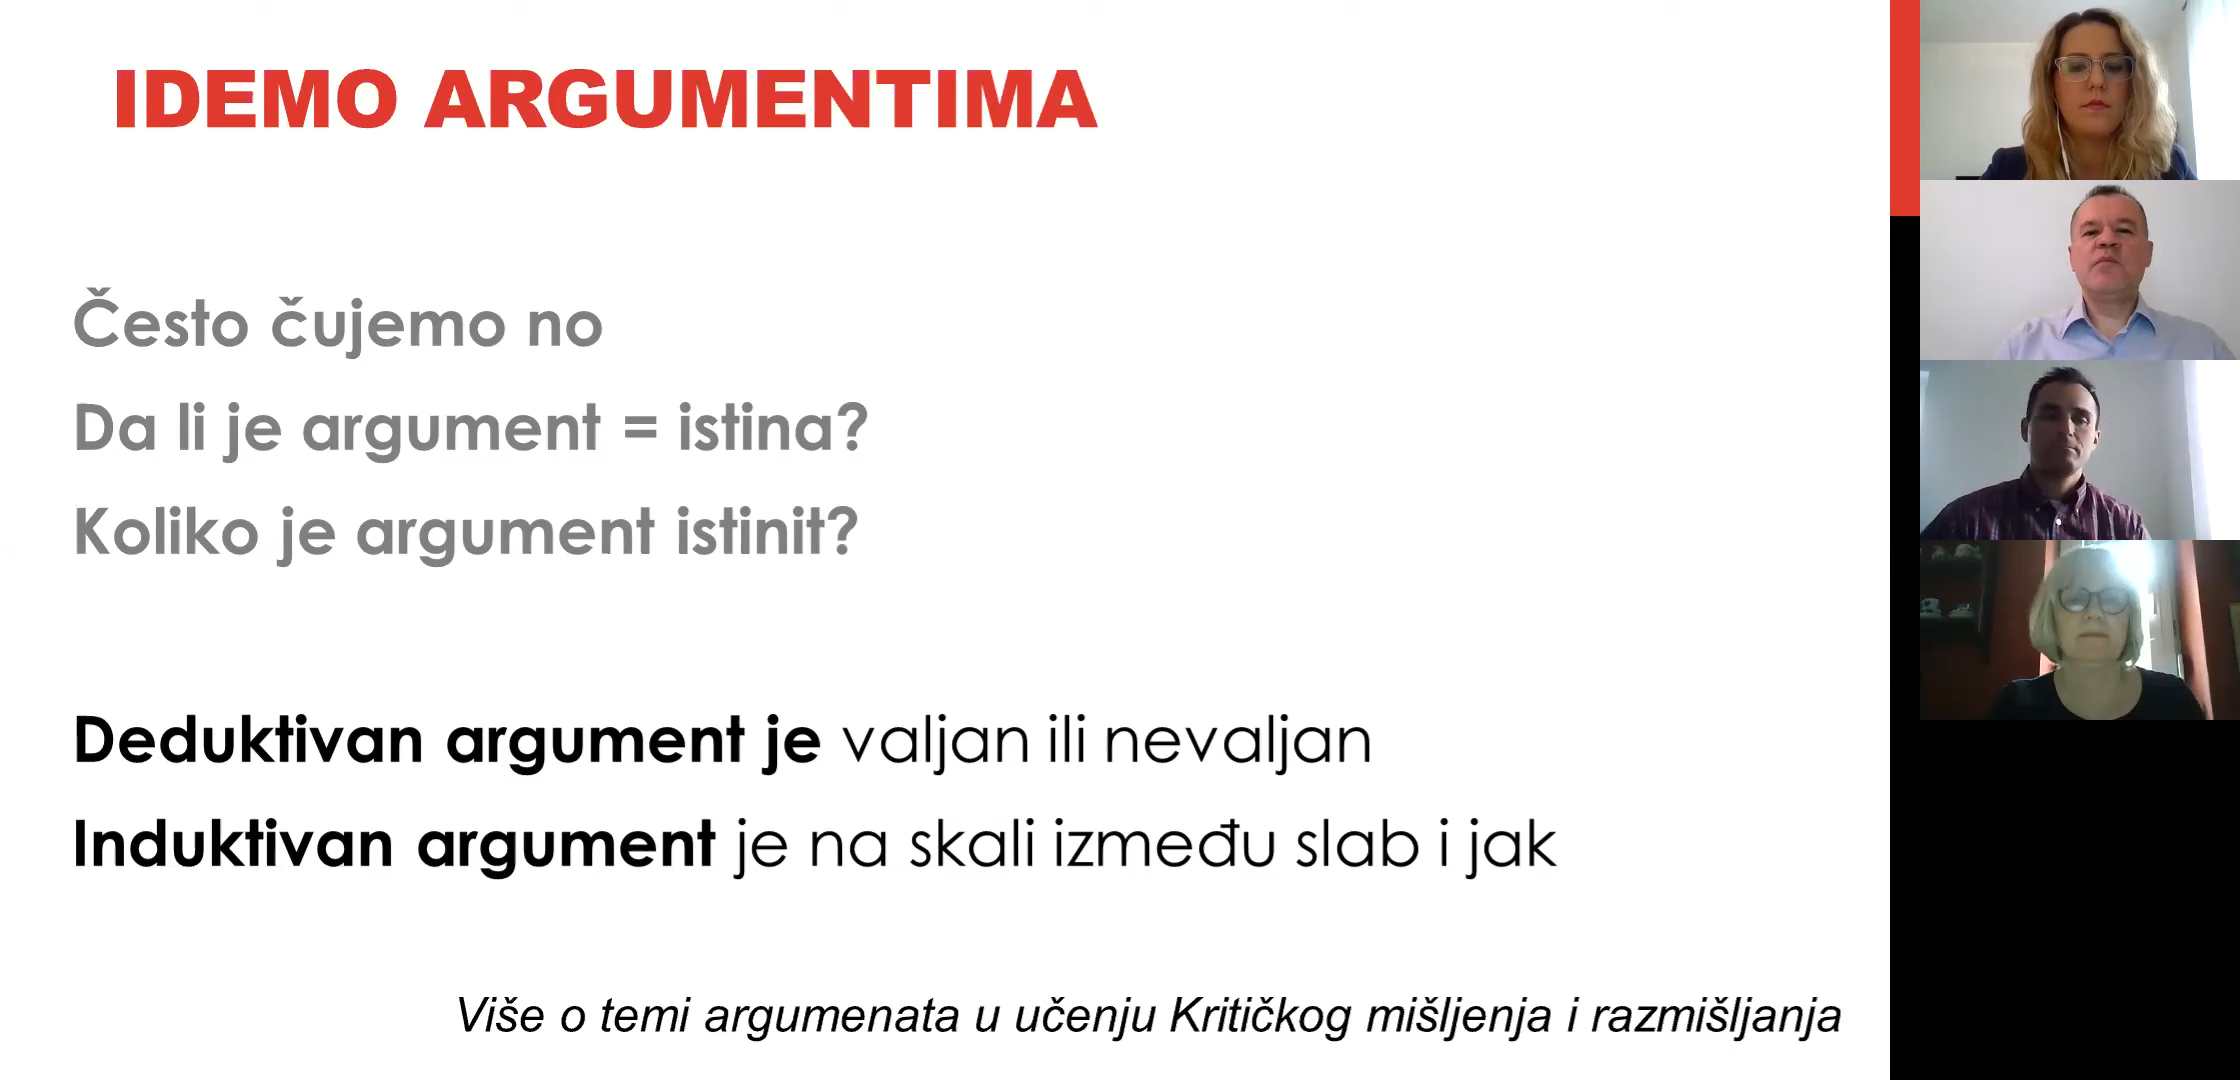 IDEMO ARGUMENTIMA
Često čujemo no
Da li je argument = istina?
Koliko je argument istinit?
Deduktivan argument je valjan ili nevaljan
Induktivan argument je na skali između slab i jak
Više o temi argumenata u učenju Kritičkog mišljenja i razmišljanja